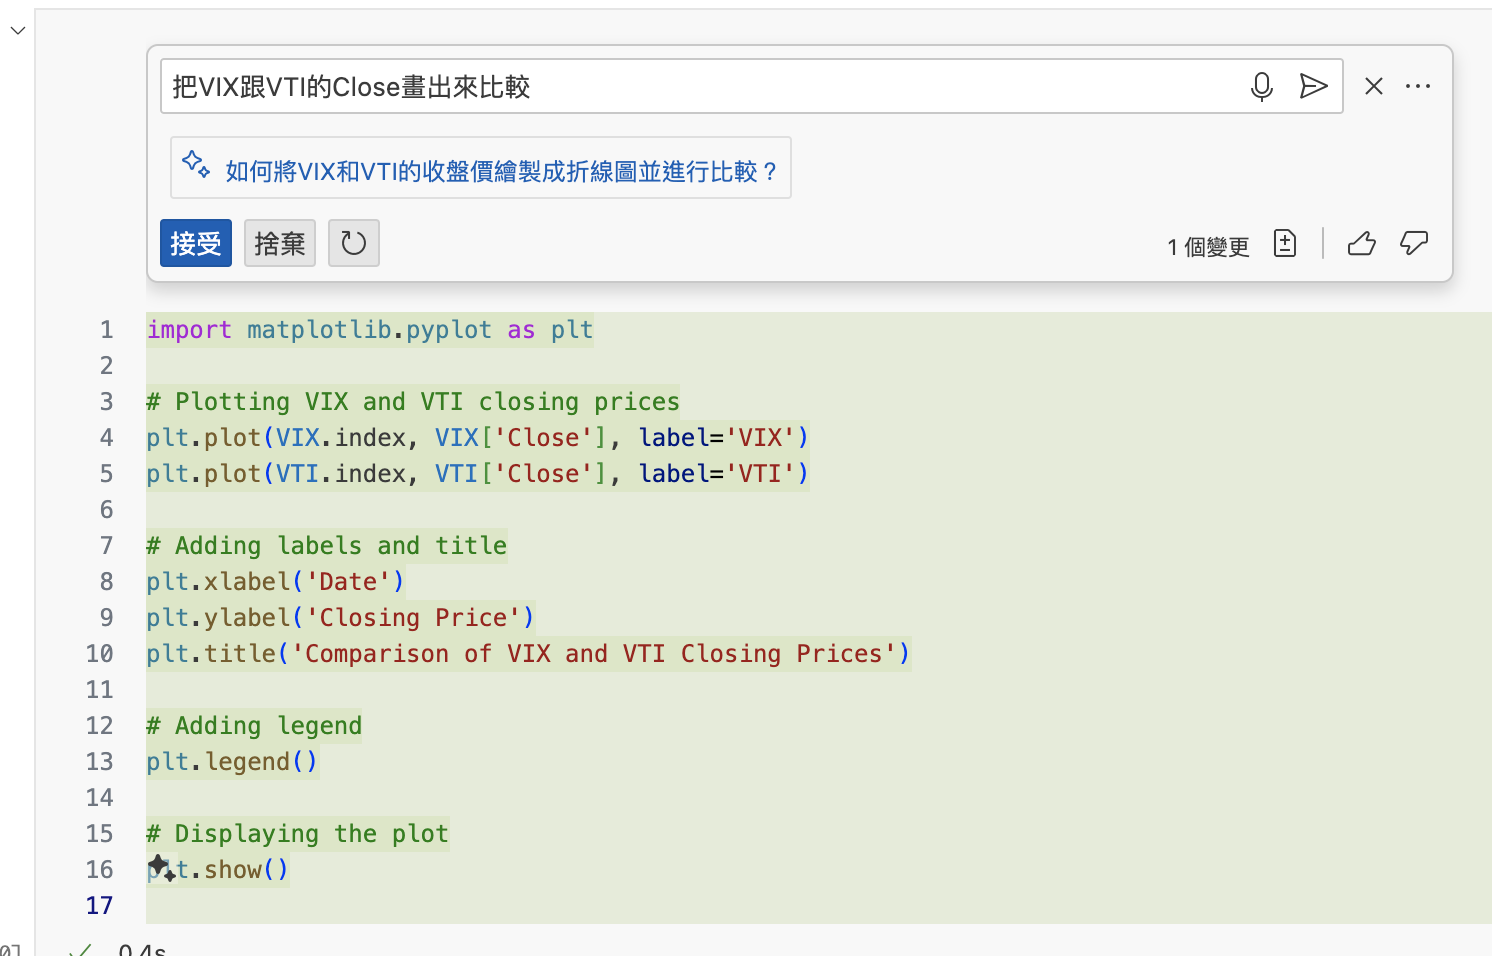 把VIX跟VTI的Close畫出來比較
如何將VIX和VTI的收盤價繪製成折線圖並進行比較？
接受 捨棄 1 個變更
1 import matplotlib.pyplot as plt
2
3 # Plotting VIX and VTI closing prices
4 plt.plot(VIX.index, VIX['Close'], label='VIX')
5 plt.plot(VTI.index, VTI['Close'], label='VTI')
6
7 # Adding labels and title
8 plt.xlabel('Date')
9 plt.ylabel('Closing Price')
10 plt.title('Comparison of VIX and VTI Closing Prices')
11
12 # Adding legend
13 plt.legend()
14
15 # Displaying the plot
16 plt.show()
17
0.4s